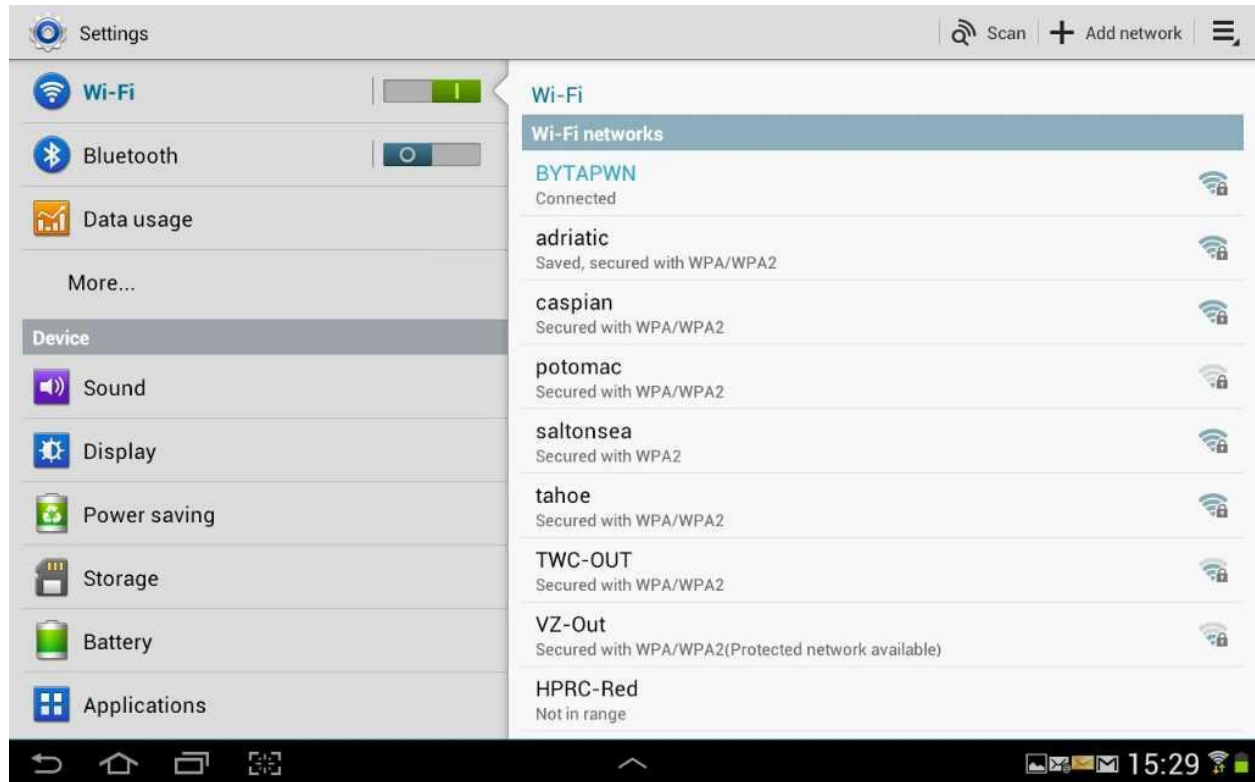 Settings
Scan
Add network
Wi-Fi
Bluetooth
Data usage
More...
Device
Sound
Display
Power saving
Storage
Battery
Applications
Wi-Fi
Wi-Fi networks
BYTAPWN
Connected
adriatic
Saved, secured with WPA/WPA2
caspian
Secured with WPA/WPA2
potomac
Secured with WPA/WPA2
saltonsea
Secured with WPA2
tahoe
Secured with WPA/WPA2
TWC-OUT
Secured with WPA/WPA2
VZ-Out
Secured with WPA/WPA2(Protected network available)
HPRC-Red
Not in range
15:29